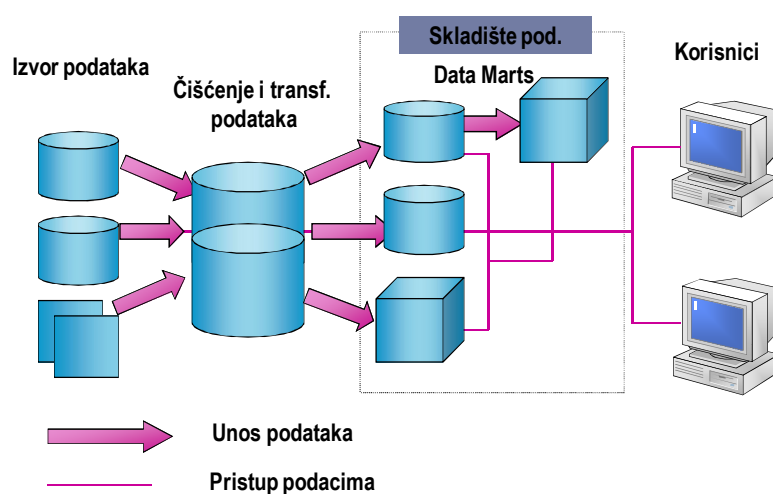 Skladište pod.
Izvor podataka
Čišćenje i transf.
podataka
Data Marts
Korisnici
Unos podataka
Pristup podacima